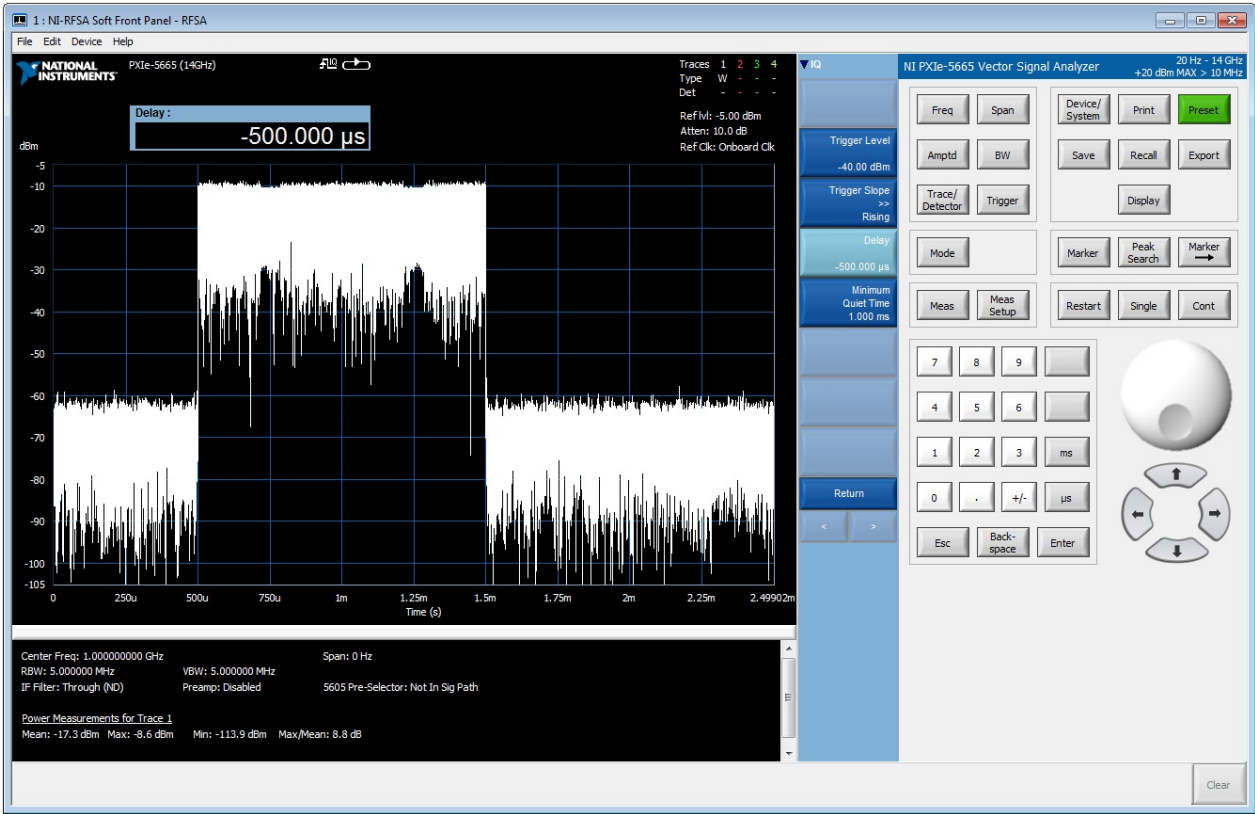 1 : NI-RFSA Soft Front Panel - RFSA
File Edit Device Help
NATIONAL INSTRUMENTS
PXIe-5665 (14GHz)
IQ
Traces 1 2 3 4
Type W - - -
Det - - - -
Delay :
-500.000 µs
Ref lvl: -5.00 dBm
Atten: 10.0 dB
Ref Clk: Onboard Clk
dBm
-5
-10
-20
-30
-40
-50
-60
-70
-80
-90
-100
-105
0 250u 500u 750u 1m 1.25m 1.5m 1.75m 2m 2.25m 2.49902m
Time (s)
Center Freq: 1.000000000 GHz Span: 0 Hz
RBW: 5.000000 MHz VBW: 5.000000 MHz
IF Filter: Through (ND) Preamp: Disabled 5605 Pre-Selector: Not In Sig Path
Power Measurements for Trace 1
Mean: -17.3 dBm Max: -8.6 dBm Min: -113.9 dBm Max/Mean: 8.8 dB
IQ
Trigger Level
-40.00 dBm
Trigger Slope
>>
Rising
Delay
-500.000 µs
Minimum
Quiet Time
1.000 ms
Return
< >
NI PXIe-5665 Vector Signal Analyzer
20 Hz - 14 GHz
+20 dBm MAX > 10 MHz
Freq Span
Device/
System
Print Preset
Amptd BW Save Recall Export
Trace/
Detector
Trigger Display
Mode Marker
Peak
Search
Marker
Meas
Meas
Setup
Restart Single Cont
7 8 9
4 5 6
1 2 3 ms
0 . +/- µs
Esc
Back-
space
Enter
Clear